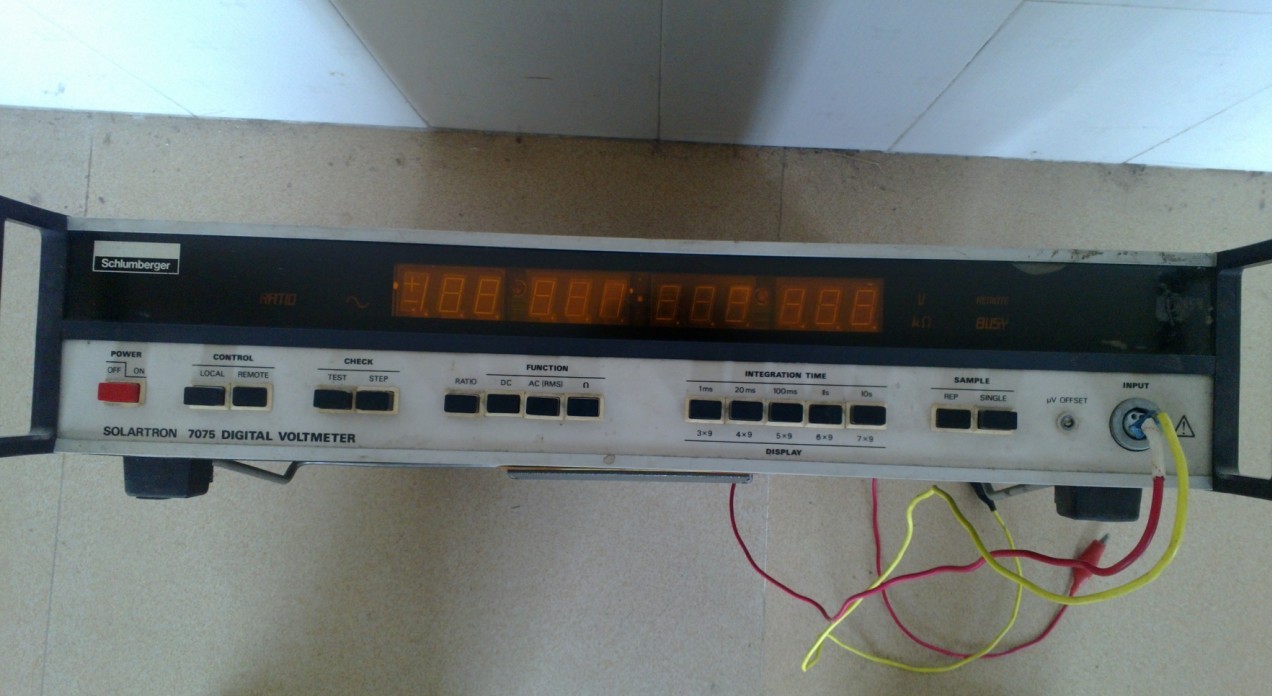 Schlumberger
RATIO
V
REMOTE
kΩ
BUSY
POWER
OFF ON
CONTROL
LOCAL REMOTE
CHECK
TEST STEP
FUNCTION
RATIO DC AC (RMS) Ω
INTEGRATION TIME
1ms 20ms 100ms 8s 10s
3×9 4×9 5×9 6×9 7×9
DISPLAY
SAMPLE
REP SINGLE
µV OFFSET
INPUT
SOLARTRON 7075 DIGITAL VOLTMETER